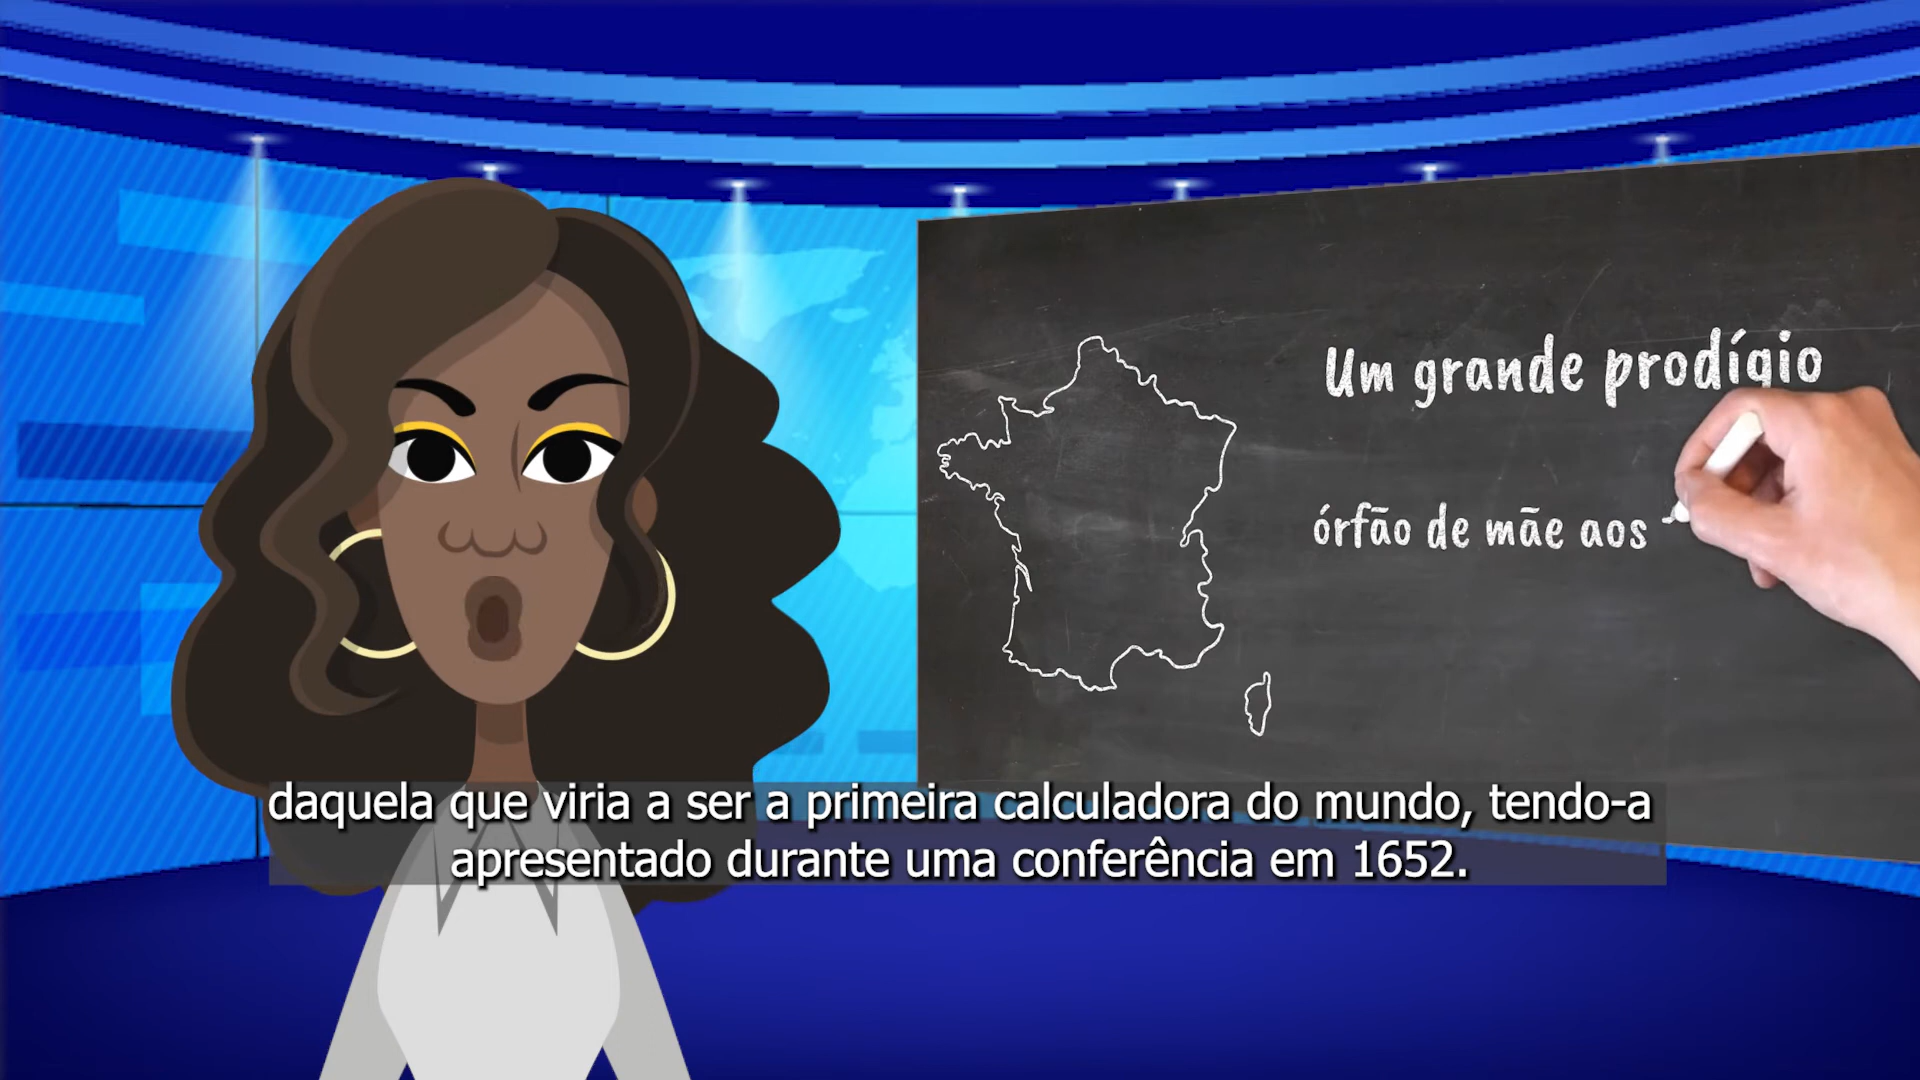 Um grande prodígio
órfão de mãe aos
daquela que viria a ser a primeira calculadora do mundo, tendo-a
apresentado durante uma conferência em 1652.